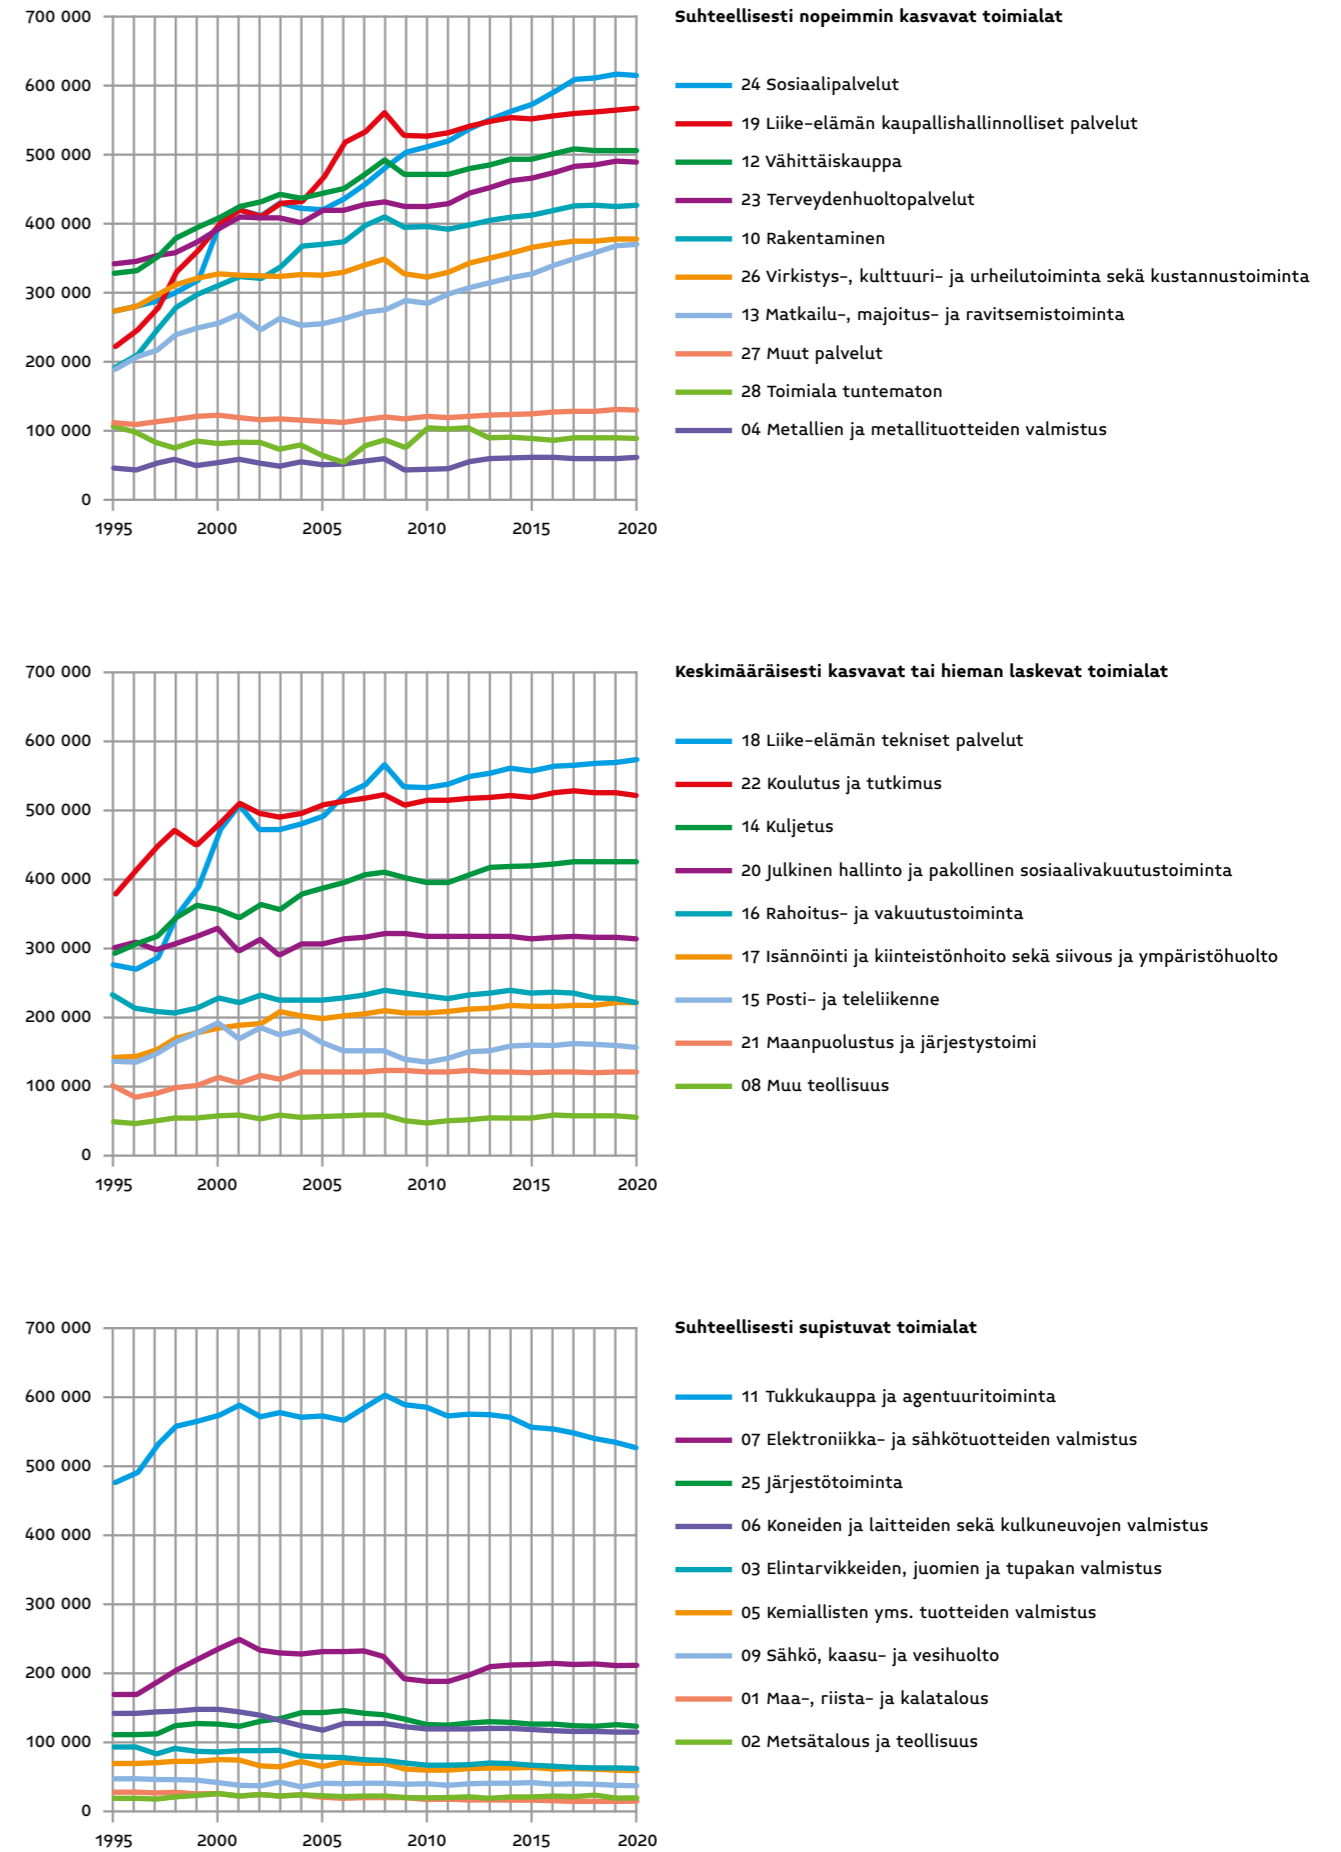 Suhteellisesti nopeimmin kasvavat toimialat
700 000
600 000
500 000
400 000
300 000
200 000
100 000
0
1995 2000 2005 2010 2015 2020
24 Sosiaalipalvelut
19 Liike-elämän kaupallishallinnolliset palvelut
12 Vähittäiskauppa
23 Terveydenhuoltopalvelut
10 Rakentaminen
26 Virkistys-, kulttuuri- ja urheilutoiminta sekä kustannustoiminta
13 Matkailu-, majoitus- ja ravitsemistoiminta
27 Muut palvelut
28 Toimiala tuntematon
04 Metallien ja metallituotteiden valmistus
Keskimääräisesti kasvavat tai hieman laskevat toimialat
700 000
600 000
500 000
400 000
300 000
200 000
100 000
0
1995 2000 2005 2010 2015 2020
18 Liike-elämän tekniset palvelut
22 Koulutus ja tutkimus
14 Kuljetus
20 Julkinen hallinto ja pakollinen sosiaalivakuutustoiminta
16 Rahoitus- ja vakuutustoiminta
17 Isännöinti ja kiinteistönhoito sekä siivous ja ympäristöhuolto
15 Posti- ja teleliikenne
21 Maanpuolustus ja järjestystoimi
08 Muu teollisuus
Suhteellisesti supistuvat toimialat
700 000
600 000
500 000
400 000
300 000
200 000
100 000
0
1995 2000 2005 2010 2015 2020
11 Tukkukauppa ja agentuuritoiminta
07 Elektroniikka- ja sähkötuotteiden valmistus
25 Järjestötoiminta
06 Koneiden ja laitteiden sekä kulkuneuvojen valmistus
03 Elintarvikkeiden, juomien ja tupakan valmistus
05 Kemiallisten yms. tuotteiden valmistus
09 Sähkö, kaasu- ja vesihuolto
01 Maa-, riista- ja kalatalous
02 Metsätalous ja teollisuus